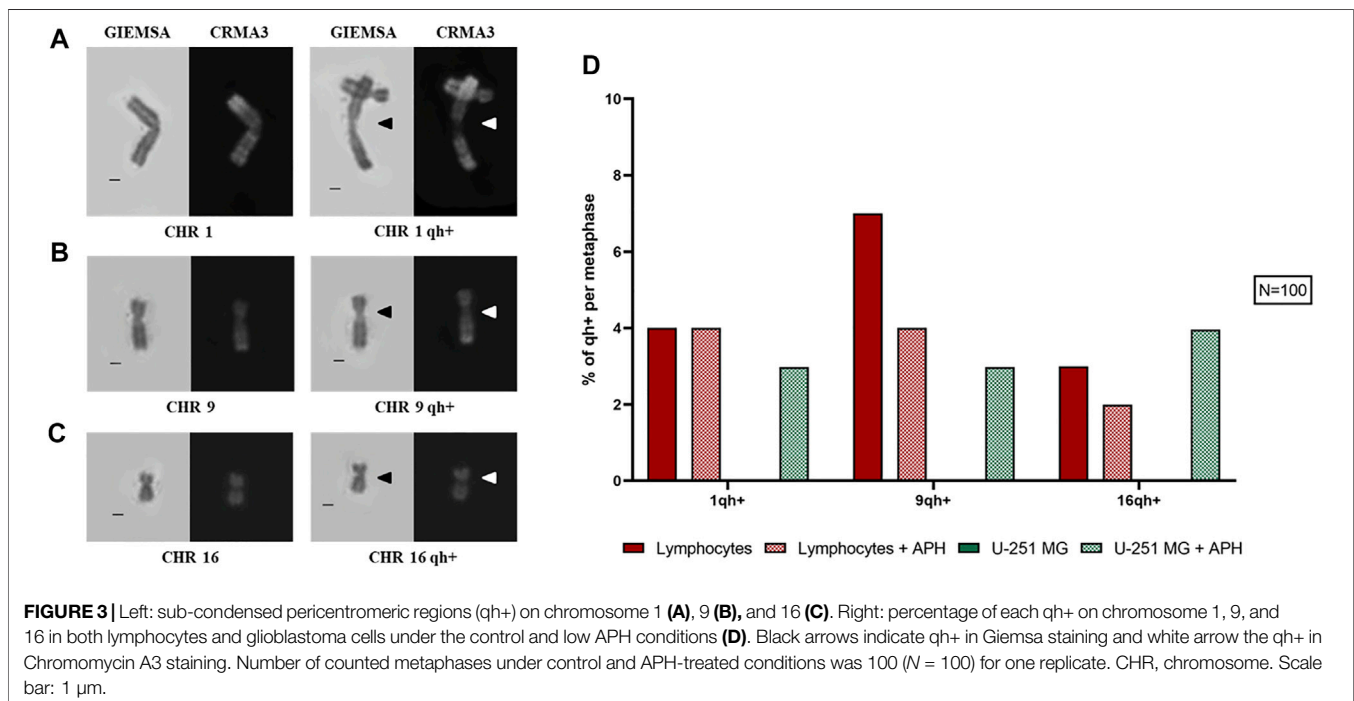 A
GIEMSA CRMA3 GIEMSA CRMA3
CHR 1 CHR 1 qh+
B
CHR 9 CHR 9 qh+
C
CHR 16 CHR 16 qh+
D
% of qh+ per metaphase
10
8
6
4
2
0
1qh+ 9qh+ 16qh+
N=100
Lymphocytes Lymphocytes + APH U-251 MG U-251 MG + APH
FIGURE 3 | Left: sub-condensed pericentromeric regions (qh+) on chromosome 1 (A), 9 (B), and 16 (C). Right: percentage of each qh+ on chromosome 1, 9, and
16 in both lymphocytes and glioblastoma cells under the control and low APH conditions (D). Black arrows indicate qh+ in Giemsa staining and white arrow the qh+ in
Chromomycin A3 staining. Number of counted metaphases under control and APH-treated conditions was 100 (N = 100) for one replicate. CHR, chromosome. Scale
bar: 1 μm.